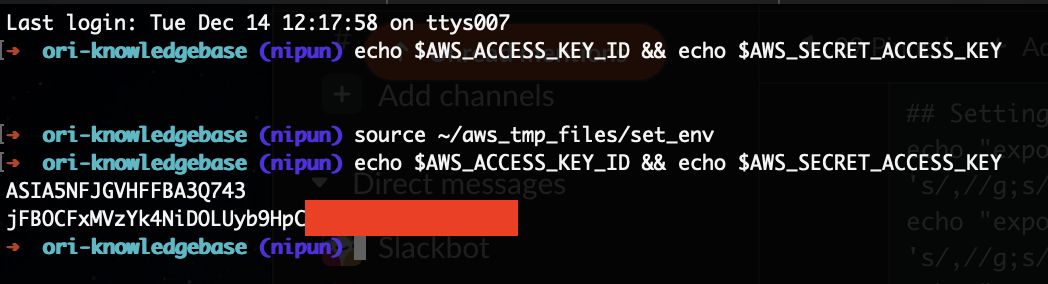 Last login: Tue Dec 14 12:17:58 on ttys007
→ ori-knowledgebase (nipun) echo $AWS_ACCESS_KEY_ID && echo $AWS_SECRET_ACCESS_KEY
Add channels
## Setting
→ ori-knowledgebase (nipun) source ~/aws_tmp_files/set_env
echo "expo
→ ori-knowledgebase (nipun) echo $AWS_ACCESS_KEY_ID && echo $AWS_SECRET_ACCESS_KEY
ASIA5NFJGVHFFBA3Q743
Direct messages
's/,//g;s/
jFBOCFxMVzYk4NiDOLUyb9HpC
echo "expo
→ ori-knowledgebase (nipun)
Slackbot
's/,//g;s/